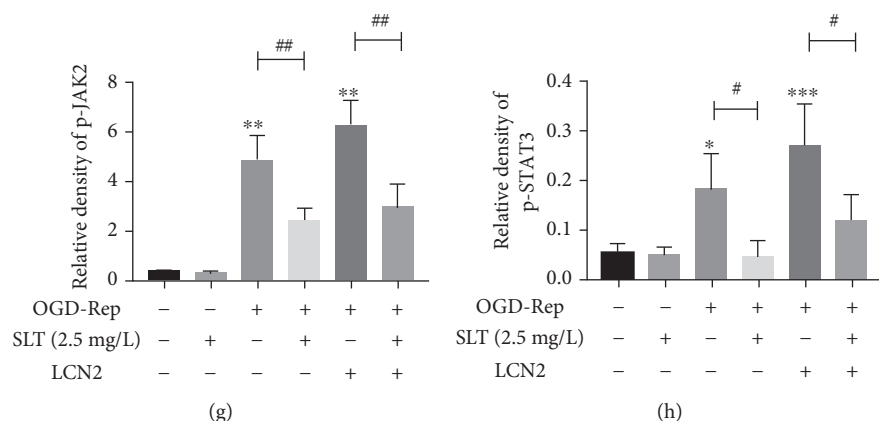 ##
##
**
**
8
6
4
2
0
Relative density of p-JAK2
OGD-Rep – – + + + +
SLT (2.5 mg/L) – + – + – +
LCN2 – – – – + +
(g)
#
#
***
*
0.4
0.3
0.2
0.1
0.0
Relative density of
p-STAT3
OGD-Rep – – + + + +
SLT (2.5 mg/L) – + – + – +
LCN2 – – – – + +
(h)